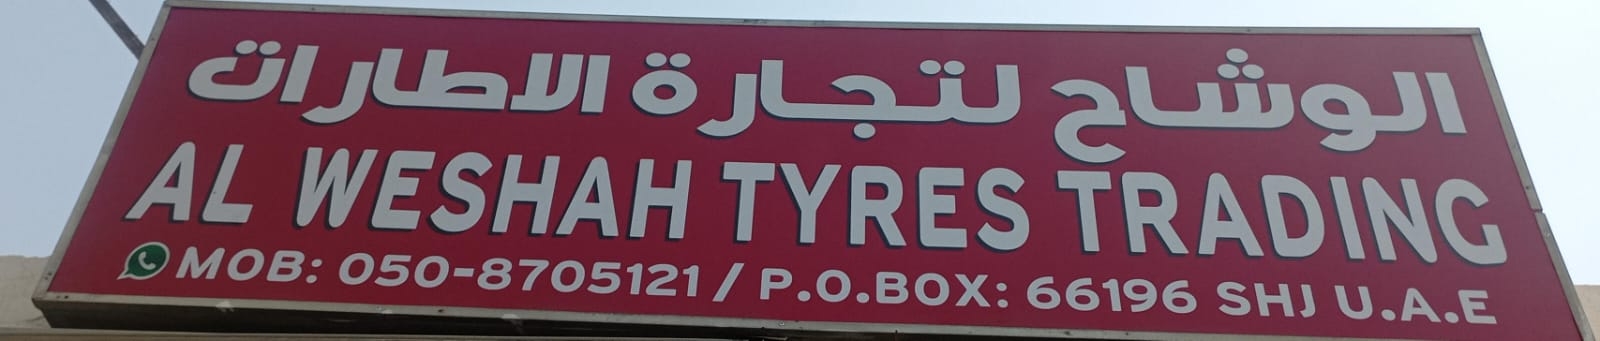 الوشاح لتجارة الاطارات
AL WESHAH TYRES TRADING
MOB: 050-8705121 / P.O.BOX: 66196 SHJ U.A.E